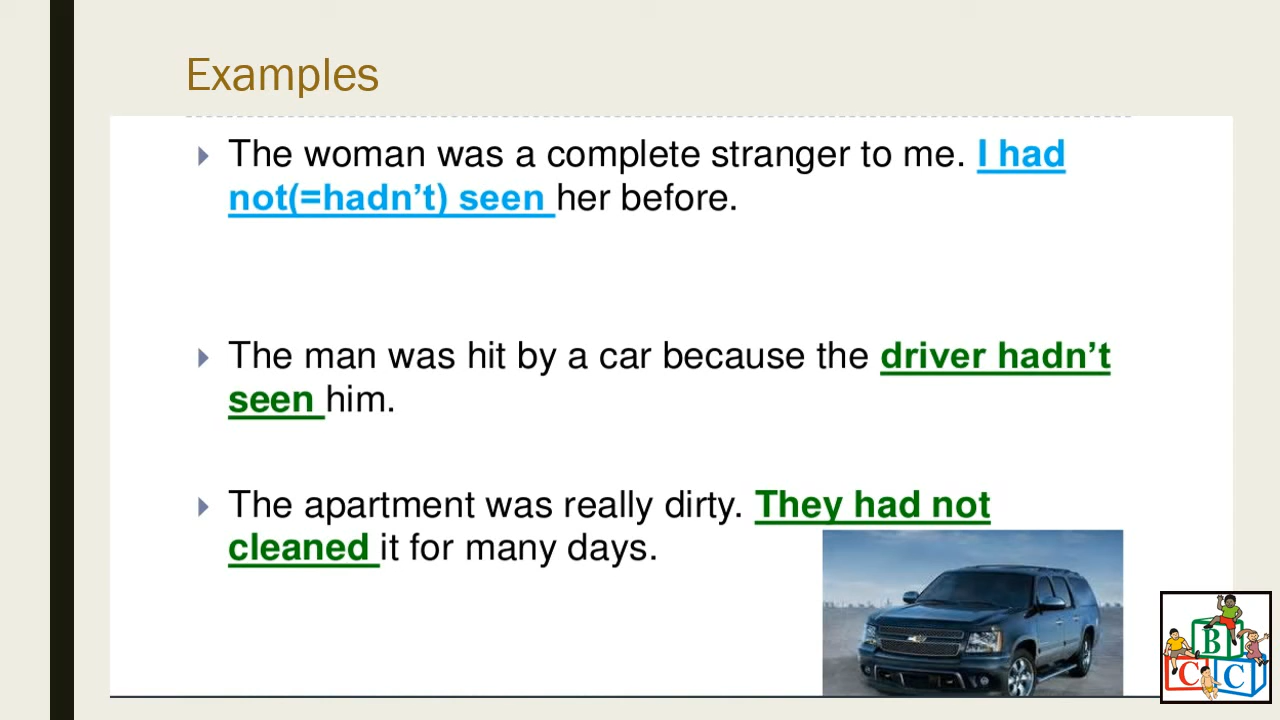 Examples
The woman was a complete stranger to me. I had
not(=hadn’t) seen her before.
The man was hit by a car because the driver hadn’t
seen him.
The apartment was really dirty. They had not
cleaned it for many days.
B
C C